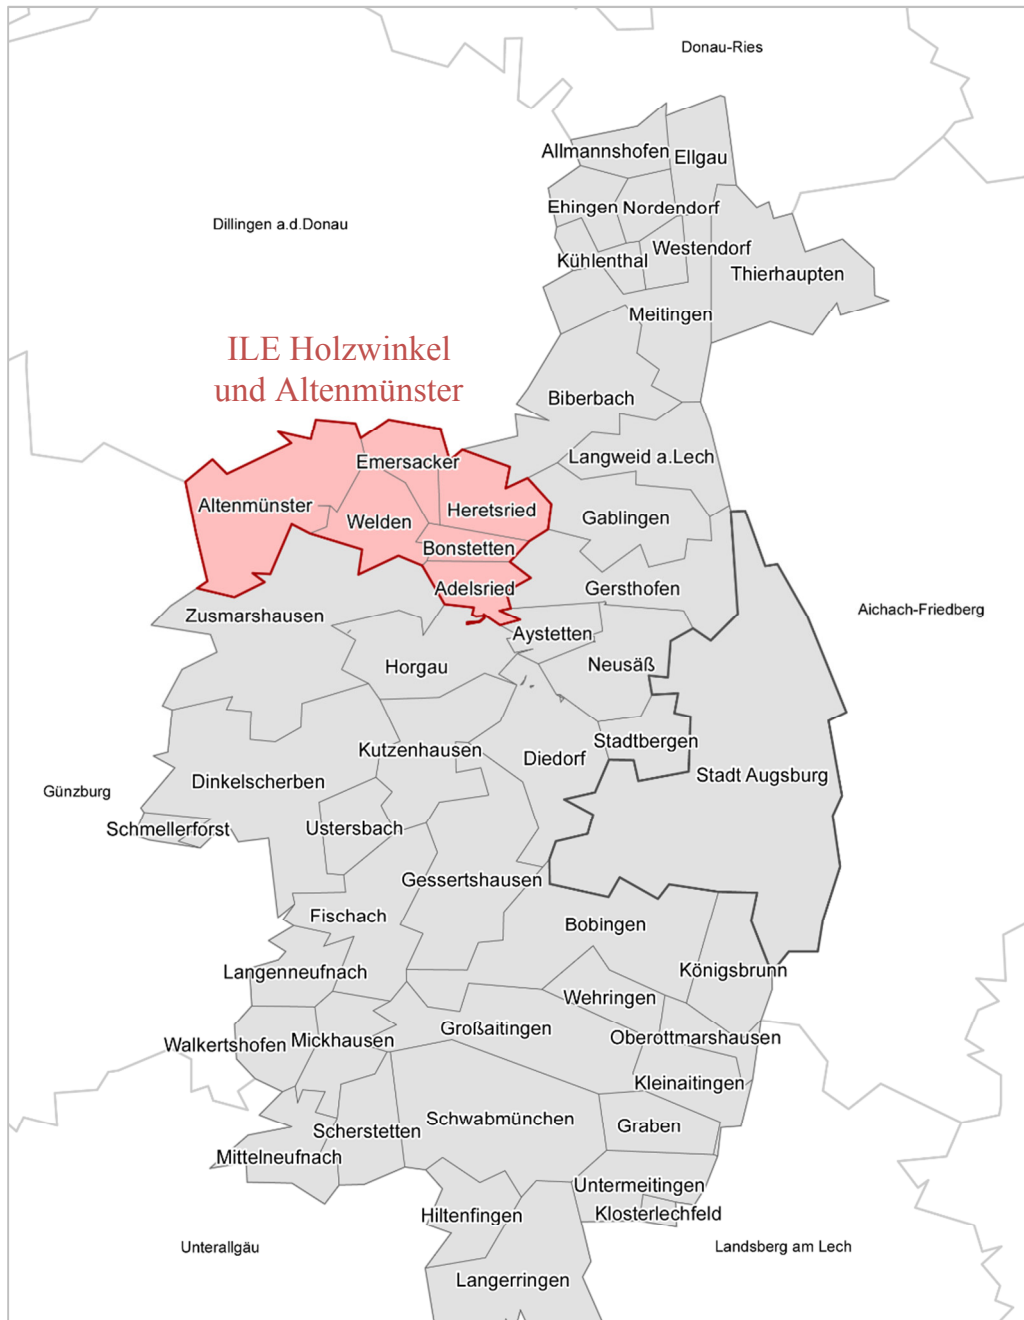 Donau-Ries
Allmannshofen
Ellgau
Ehingen
Nordendorf
Dillingen a.d.Donau
Westendorf
Kühlenthal
Thierhaupten
Meitingen
ILE Holzwinkel
und Altenmünster
Biberbach
Langweid a.Lech
Emersacker
Altenmünster
Heretsried
Welden
Gablingen
Bonstetten
Adelsried
Gersthofen
Aichach-Friedberg
Zusmarshausen
Aystetten
Horgau
Neusäß
Stadtbergen
Kutzenhausen
Diedorf
Stadt Augsburg
Dinkelscherben
Günzburg
Schmellerforst
Ustersbach
Gessertshausen
Fischach
Bobingen
Langenneufnach
Königsbrunn
Wehringen
Großaitingen
Oberottmarshausen
Walkertshofen
Mickhausen
Kleinaitingen
Schwabmünchen
Graben
Scherstetten
Mittelneufnach
Untermeitingen
Hiltenfingen
Klosterlechfeld
Unterallgäu
Landsberg am Lech
Langerringen